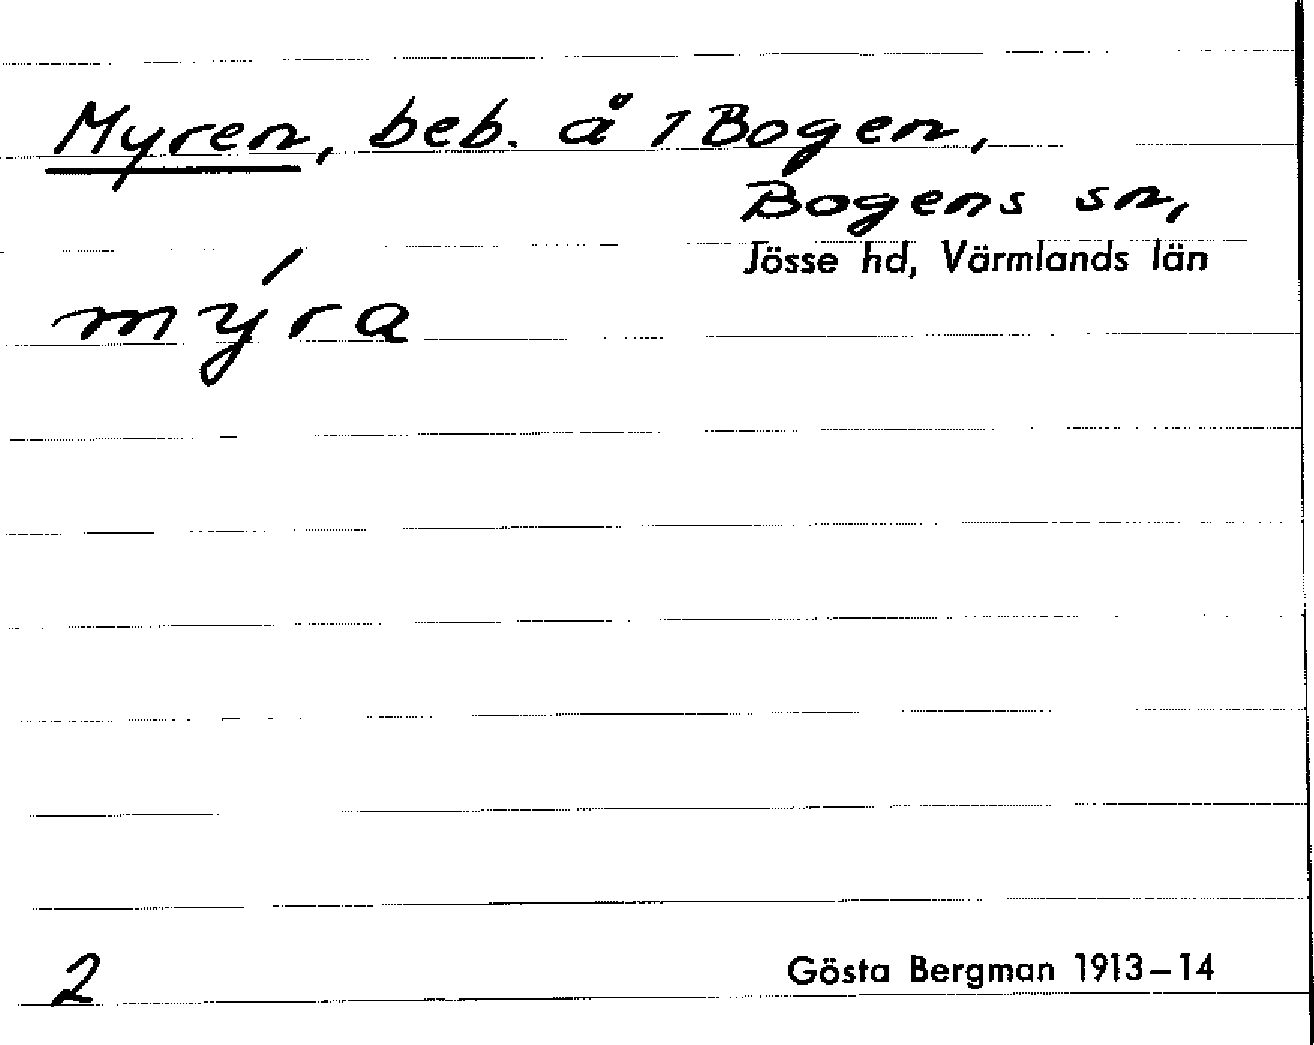 Myren, beb. å 1 Bogen,
Bogens sn,
Jösse hd, Värmlands län
mýra
2
Gösta Bergman 1913–14